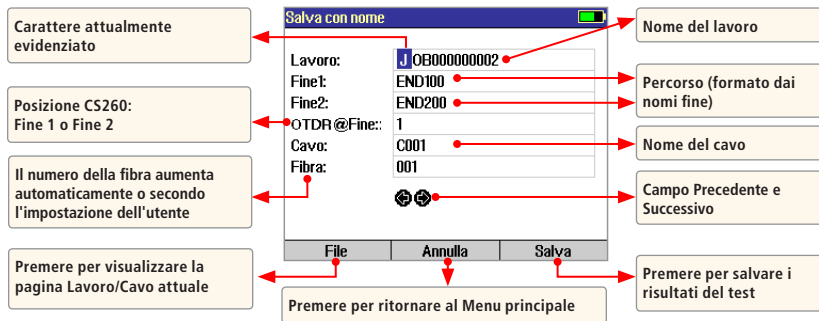 Carattere attualmente
evidenziato
Posizione CS260:
Fine 1 o Fine 2
Il numero della fibra aumenta
automaticamente o secondo
l'impostazione dell'utente
Premere per visualizzare la
pagina Lavoro/Cavo attuale
Salva con nome
Lavoro: JOB000000002
Fine1: END100
Fine2: END200
OTDR@Fine:: 1
Cavo: C001
Fibra: 001
File Annulla Salva
Premere per ritornare al Menu principale
Nome del lavoro
Percorso (formato dai
nomi fine)
Nome del cavo
Campo Precedente e
Successivo
Premere per salvare i
risultati del test